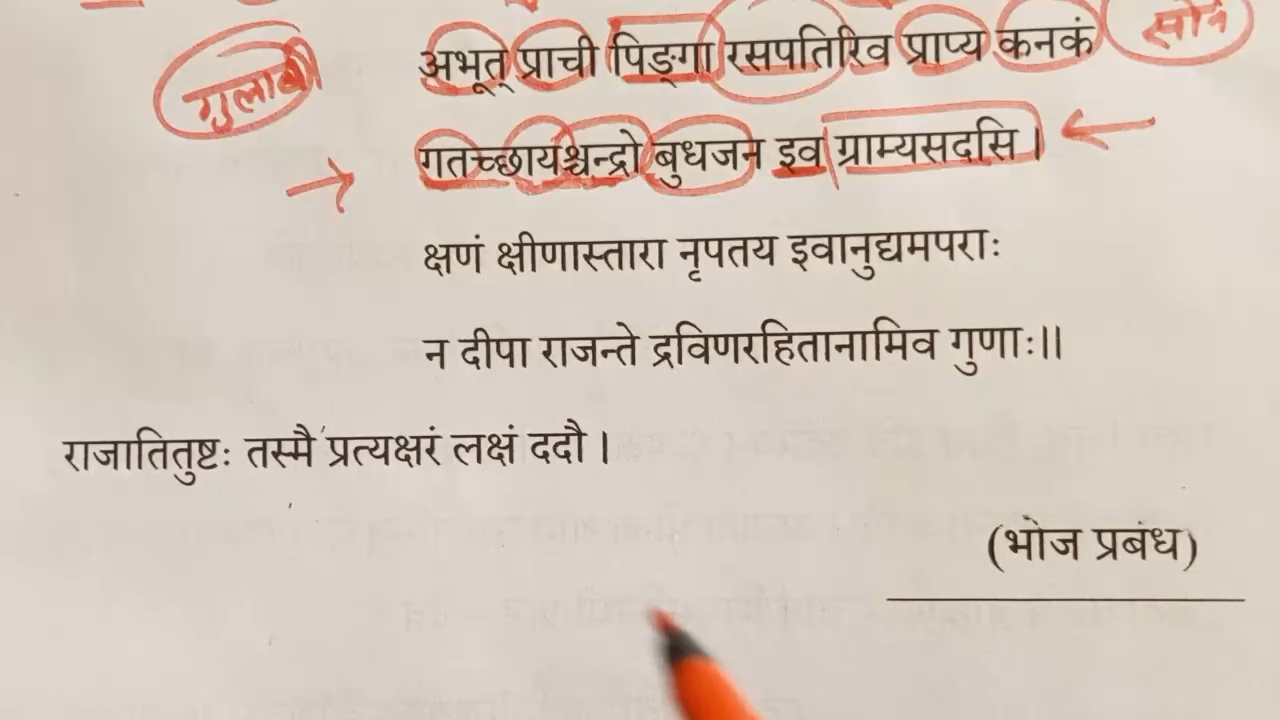 अभूत् प्राची पिङ्गा रसपतिरिव प्राप्य कनकं
गुलाबी
गतच्छायश्चन्द्रो बुधजन इव ग्राम्यसदसि ।
क्षणं क्षीणास्तारा नृपतय इवानुद्यमपराः
न दीपा राजन्ते द्रविणरहितानामिव गुणाः॥
राजातितुष्टः तस्मै प्रत्यक्षरं लक्षं ददौ ।
(भोज प्रबंध)